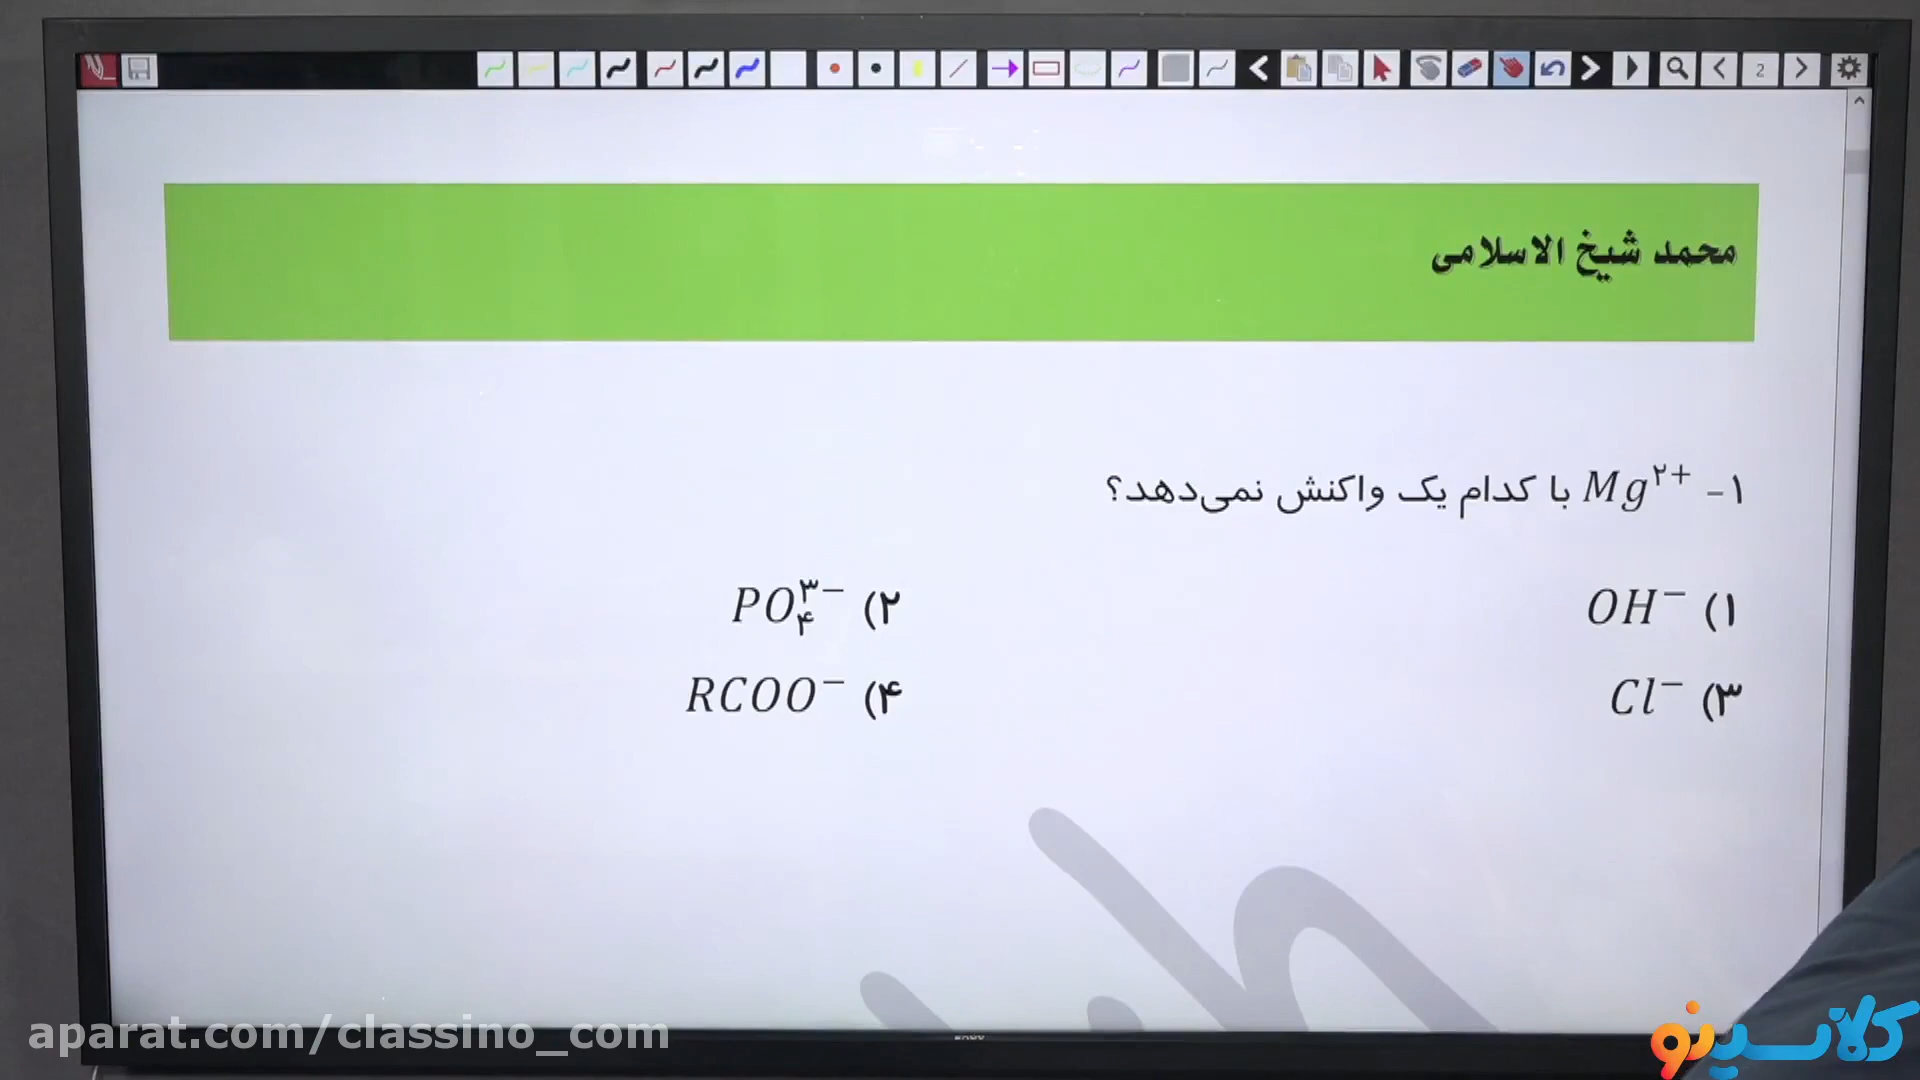 2
محمد شیخ الاسلامی
۱- Mg²⁺ با کدام یک واکنش نمی‌دهد؟
۱) OH⁻
۲) PO₄³⁻
۳) Cl⁻
۴) RCOO⁻
aparat.com/classino_com
کلاسینو